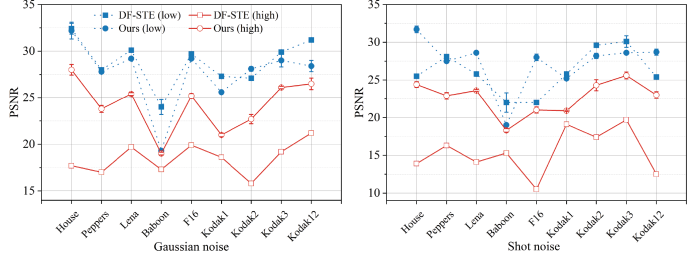 35
30
25
20
15
PSNR
DF-STE (low) DF-STE (high)
Ours (low) Ours (high)
House Peppers Lena Baboon F16 Kodak1 Kodak2 Kodak3 Kodak12
Gaussian noise
35
30
25
20
15
10
PSNR
House Peppers Lena Baboon F16 Kodak1 Kodak2 Kodak3 Kodak12
Shot noise